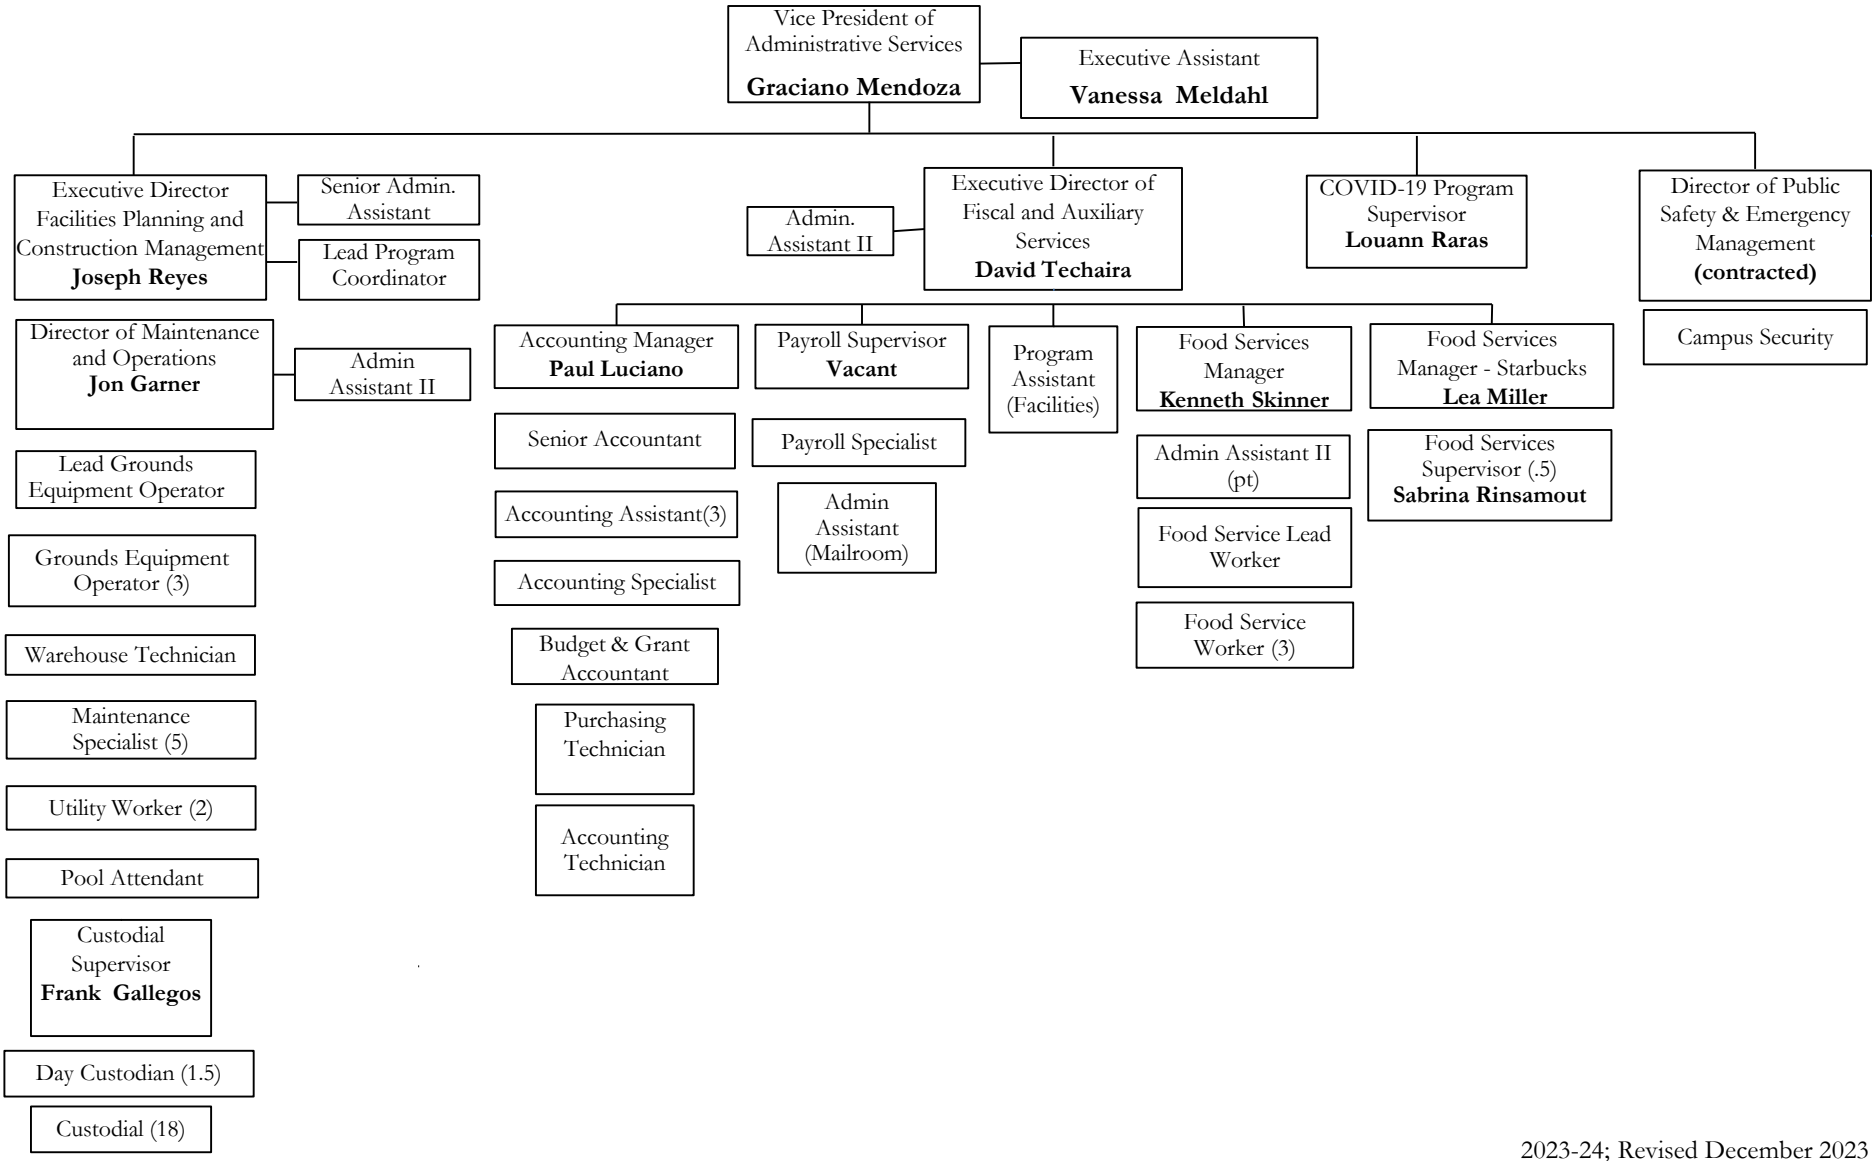 Vice President of
Administrative Services
Graciano Mendoza
Executive Assistant
Vanessa Meldahl
Executive Director
Facilities Planning and
Construction Management
Joseph Reyes
Senior Admin.
Assistant
Lead Program
Coordinator
Admin.
Assistant II
Executive Director of
Fiscal and Auxiliary
Services
David Techaira
COVID-19 Program
Supervisor
Louann Raras
Director of Public
Safety & Emergency
Management
(contracted)
Campus Security
Director of Maintenance
and Operations
Jon Garner
Admin
Assistant II
Lead Grounds
Equipment Operator
Grounds Equipment
Operator (3)
Warehouse Technician
Maintenance
Specialist (5)
Utility Worker (2)
Pool Attendant
Custodial
Supervisor
Frank Gallegos
Day Custodian (1.5)
Custodial (18)
Accounting Manager
Paul Luciano
Senior Accountant
Accounting Assistant(3)
Accounting Specialist
Budget & Grant
Accountant
Purchasing
Technician
Accounting
Technician
Payroll Supervisor
Vacant
Payroll Specialist
Admin
Assistant
(Mailroom)
Program
Assistant
(Facilities)
Food Services
Manager
Kenneth Skinner
Admin Assistant II
(pt)
Food Service Lead
Worker
Food Service
Worker (3)
Food Services
Manager - Starbucks
Lea Miller
Food Services
Supervisor (.5)
Sabrina Rinsamout
2023-24; Revised December 2023